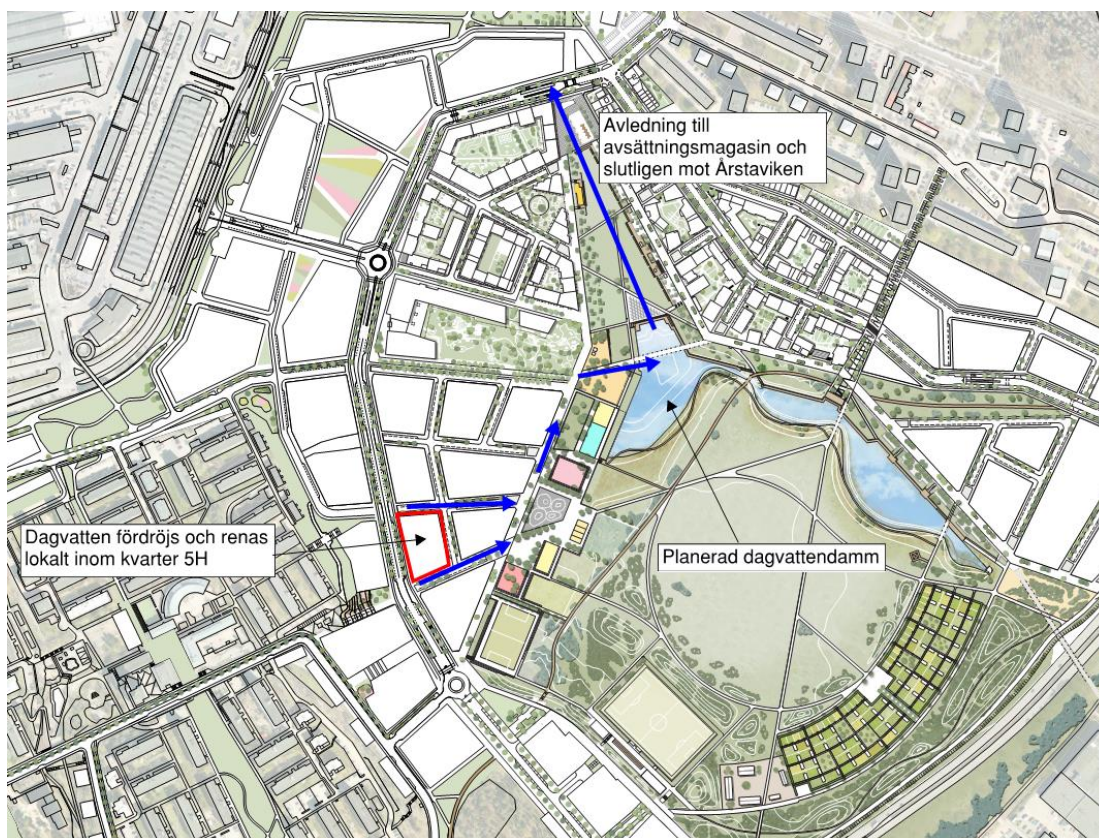 Avledning till
avsättningsmagasin och
slutligen mot Årstaviken
Dagvatten fördröjs och renas
lokalt inom kvarter 5H
Planerad dagvattendamm